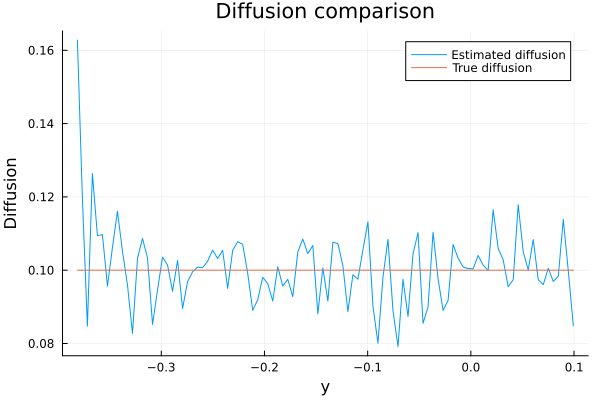 Diffusion comparison
Estimated diffusion
True diffusion
Diffusion
0.16
0.14
0.12
0.10
0.08
−0.3
−0.2
−0.1
0.0
0.1
y